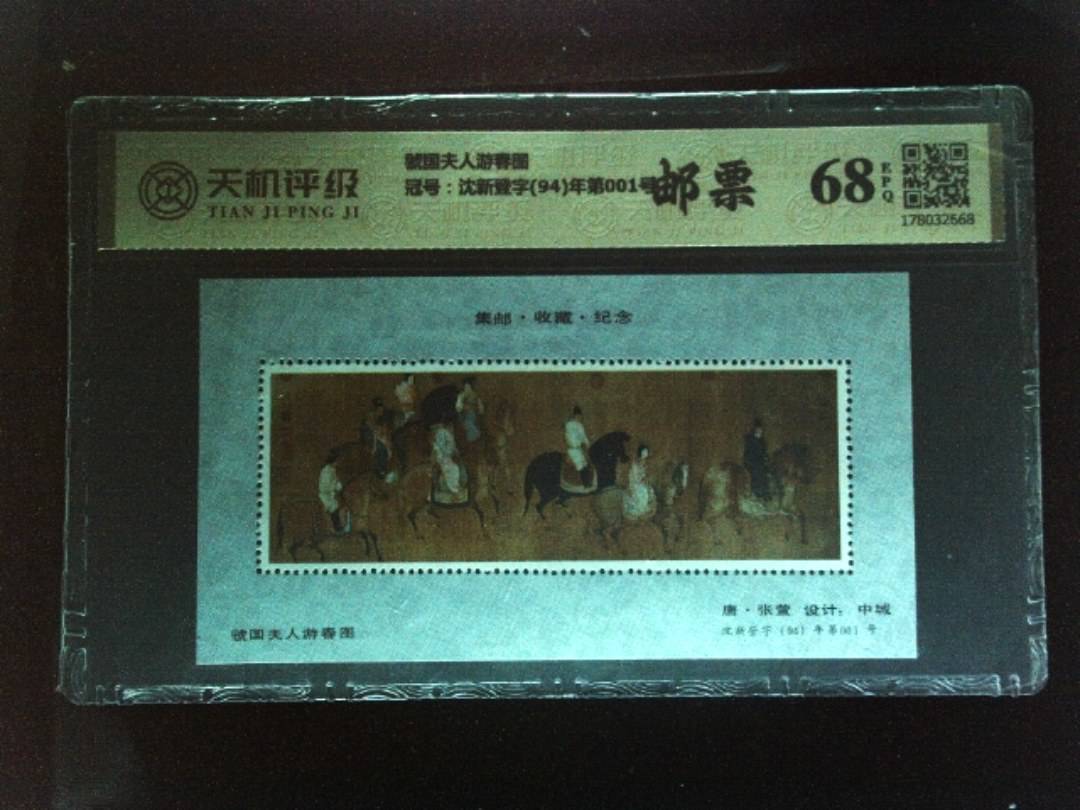 天机评级
TIAN JI PING JI
虢国夫人游春图
冠号：沈新登字(94)年第001号
邮票
68
EPQ
178032668
集邮·收藏·纪念
唐·张萱 设计：中城
沈新登字（94）年第001号
虢国夫人游春图